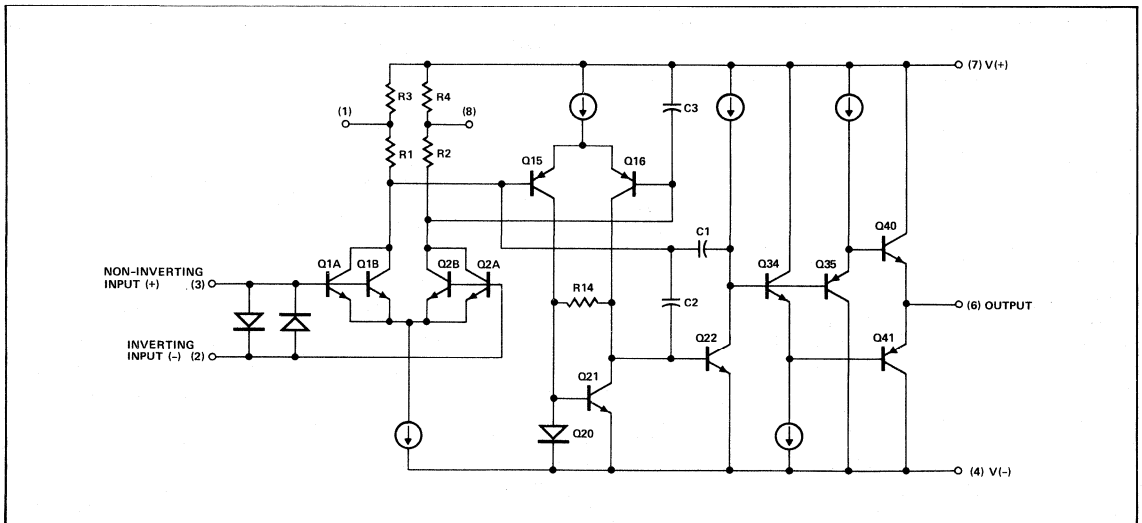 (7) V(+)
R3
R4
(1)
(8)
C3
R1
R2
Q15
Q16
C1
Q40
Q1A
Q1B
Q2B
Q2A
Q34
Q35
NON-INVERTING
INPUT (+) (3)
R14
C2
(6) OUTPUT
INVERTING
INPUT (-) (2)
Q22
Q41
Q21
Q20
(4) V(-)